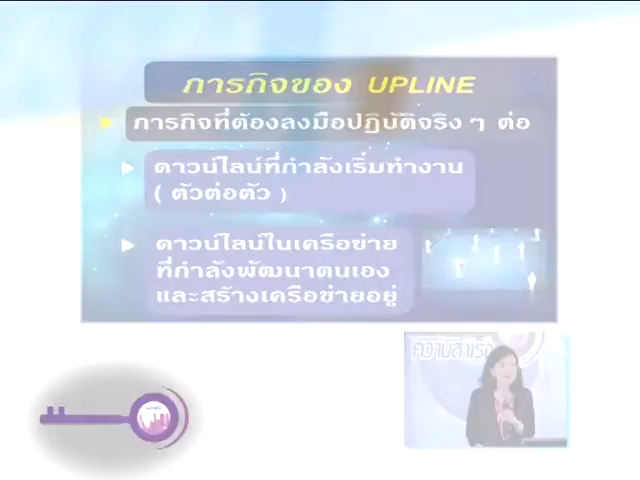 ภารกิจของ UPLINE
ภารกิจที่ต้องลงมือปฏิบัติจริง ๆ ต่อ
ดาวน์ไลน์ที่กำลังเริ่มทำงาน
( ตัวต่อตัว )
ดาวน์ไลน์ในเครือข่าย
ที่กำลังพัฒนาตนเอง
และสร้างเครือข่ายอยู่
ความสำเร็จ